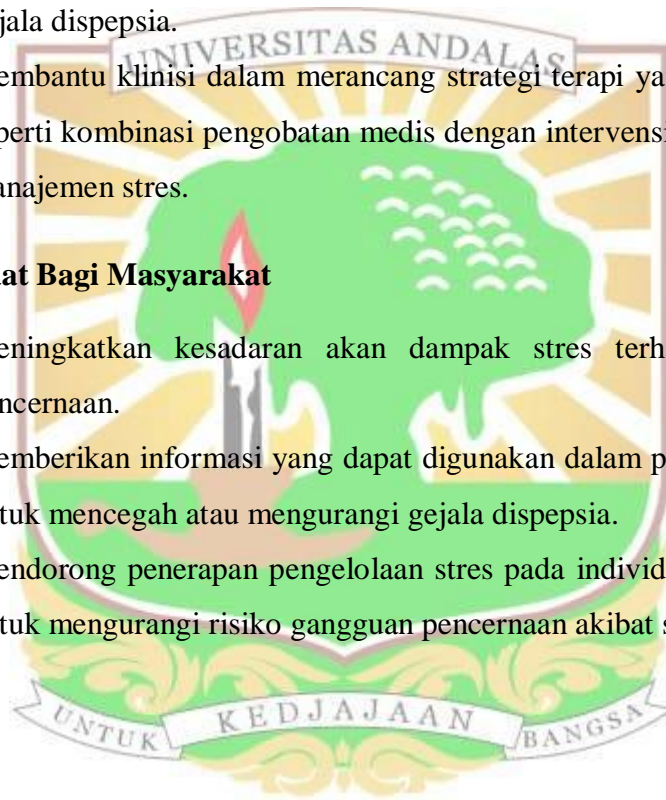 jala dispepsia.
UNIVERSITAS ANDALAS
embantu klinisi dalam merancang strategi terapi ya
perti kombinasi pengobatan medis dengan intervensi
anajemen stres.
at Bagi Masyarakat
eningkatkan kesadaran akan dampak stres terh
ncernaan.
emberikan informasi yang dapat digunakan dalam p
tuk mencegah atau mengurangi gejala dispepsia.
endorong penerapan pengelolaan stres pada individ
tuk mengurangi risiko gangguan pencernaan akibat s
UNTUK KEDJAJAAN BANGSA